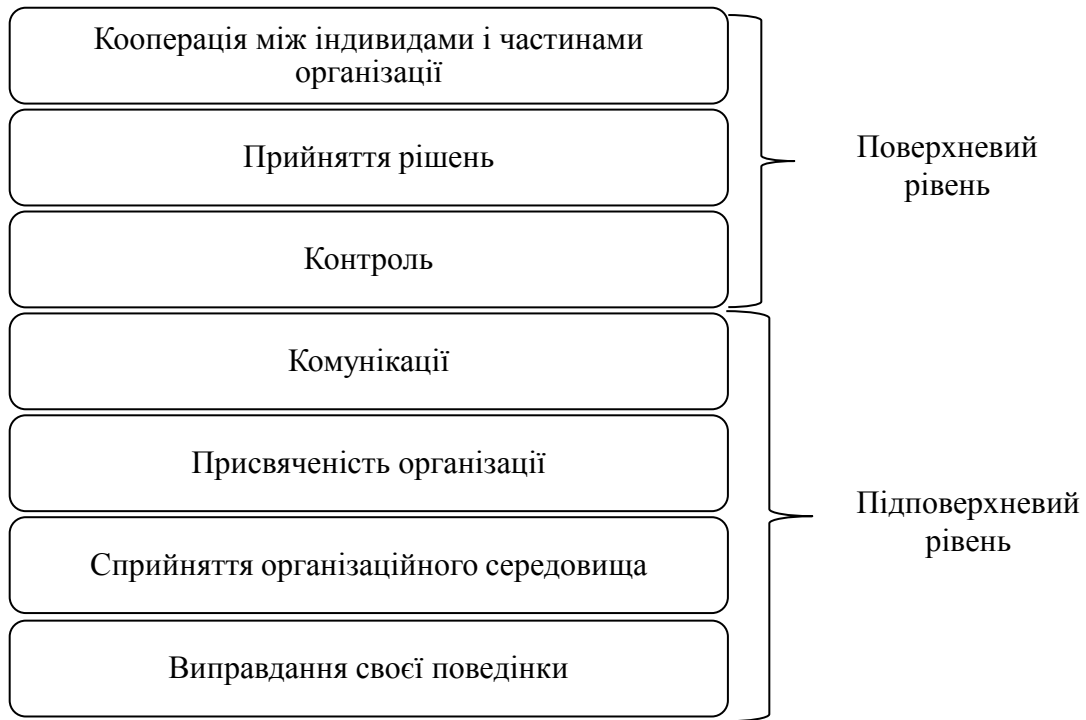 Кооперація між індивидами і частинами
організації
Прийняття рішень
Контроль
Поверхневий
рівень
Комунікації
Присвяченість організації
Сприйняття організаційного середовища
Виправдання своєї поведінки
Підповерхневий
рівень